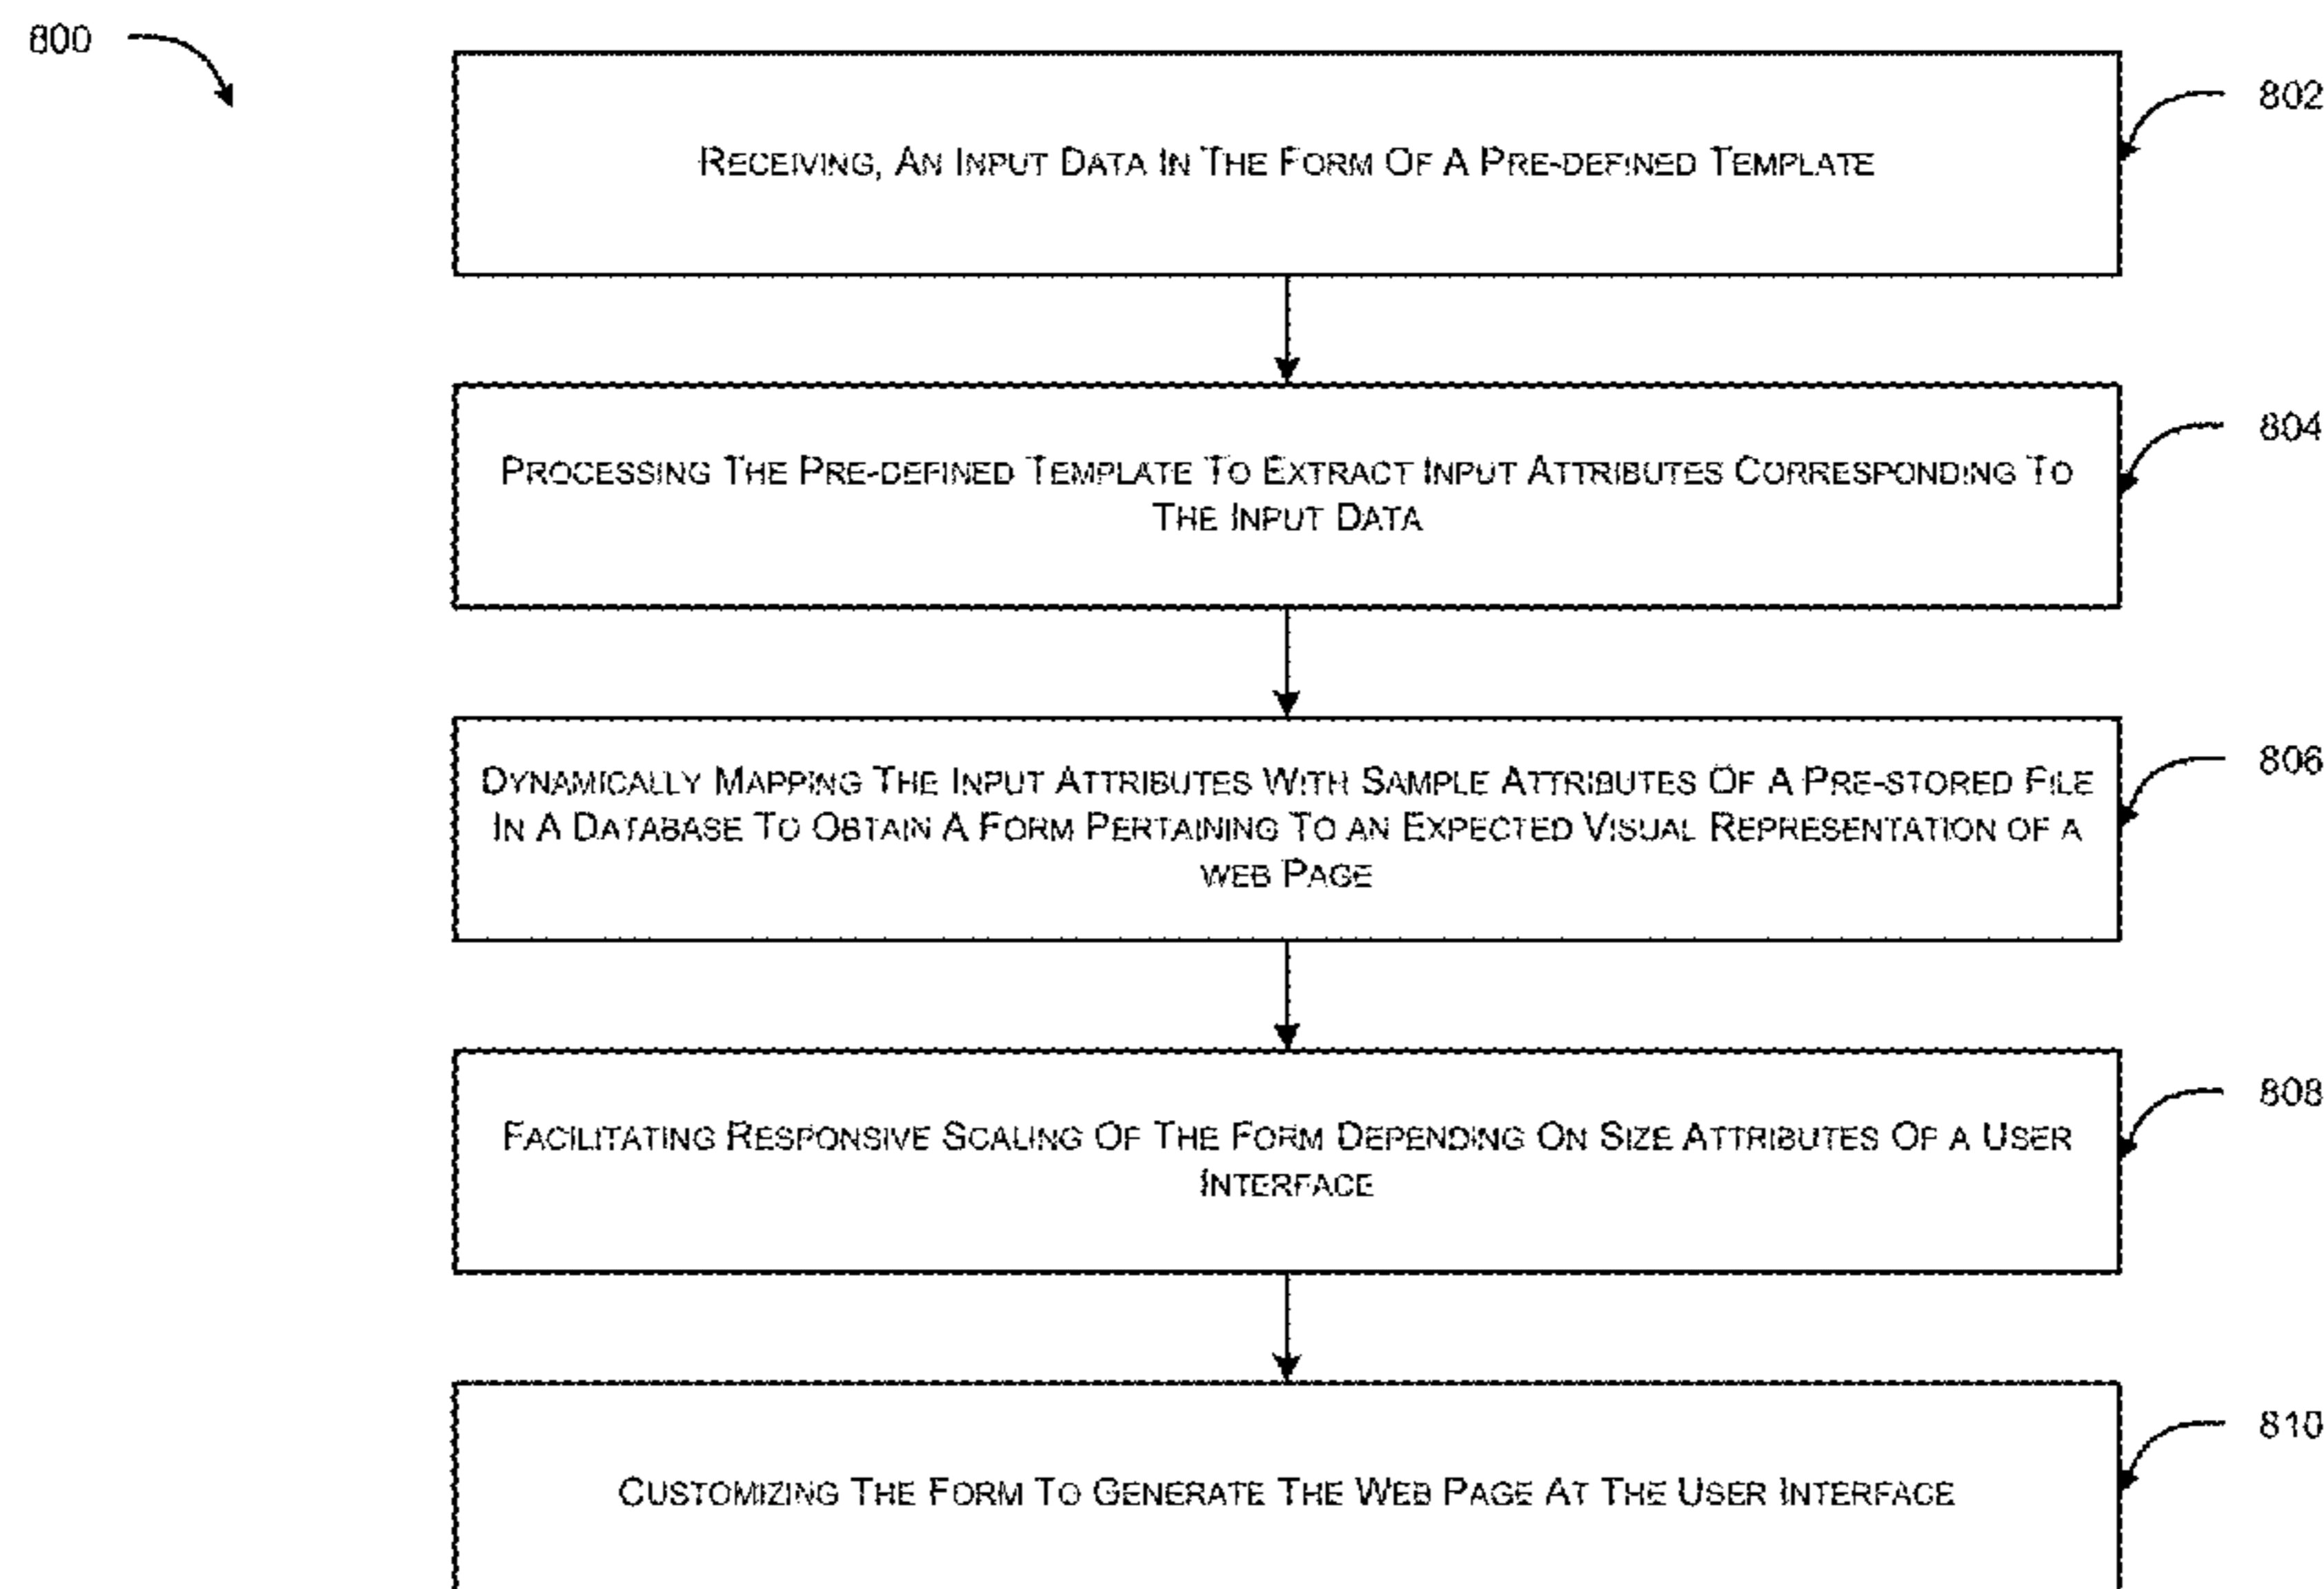 800
802
RECEIVING, AN INPUT DATA IN THE FORM OF A PRE-DEFINED TEMPLATE
804
PROCESSING THE PRE-DEFINED TEMPLATE TO EXTRACT INPUT ATTRIBUTES CORRESPONDING TO
THE INPUT DATA
806
DYNAMICALLY MAPPING THE INPUT ATTRIBUTES WITH SAMPLE ATTRIBUTES OF A PRE-STORED FILE
IN A DATABASE TO OBTAIN A FORM PERTAINING TO AN EXPECTED VISUAL REPRESENTATION OF A
WEB PAGE
808
FACILITATING RESPONSIVE SCALING OF THE FORM DEPENDING ON SIZE ATTRIBUTES OF A USER
INTERFACE
810
CUSTOMIZING THE FORM TO GENERATE THE WEB PAGE AT THE USER INTERFACE